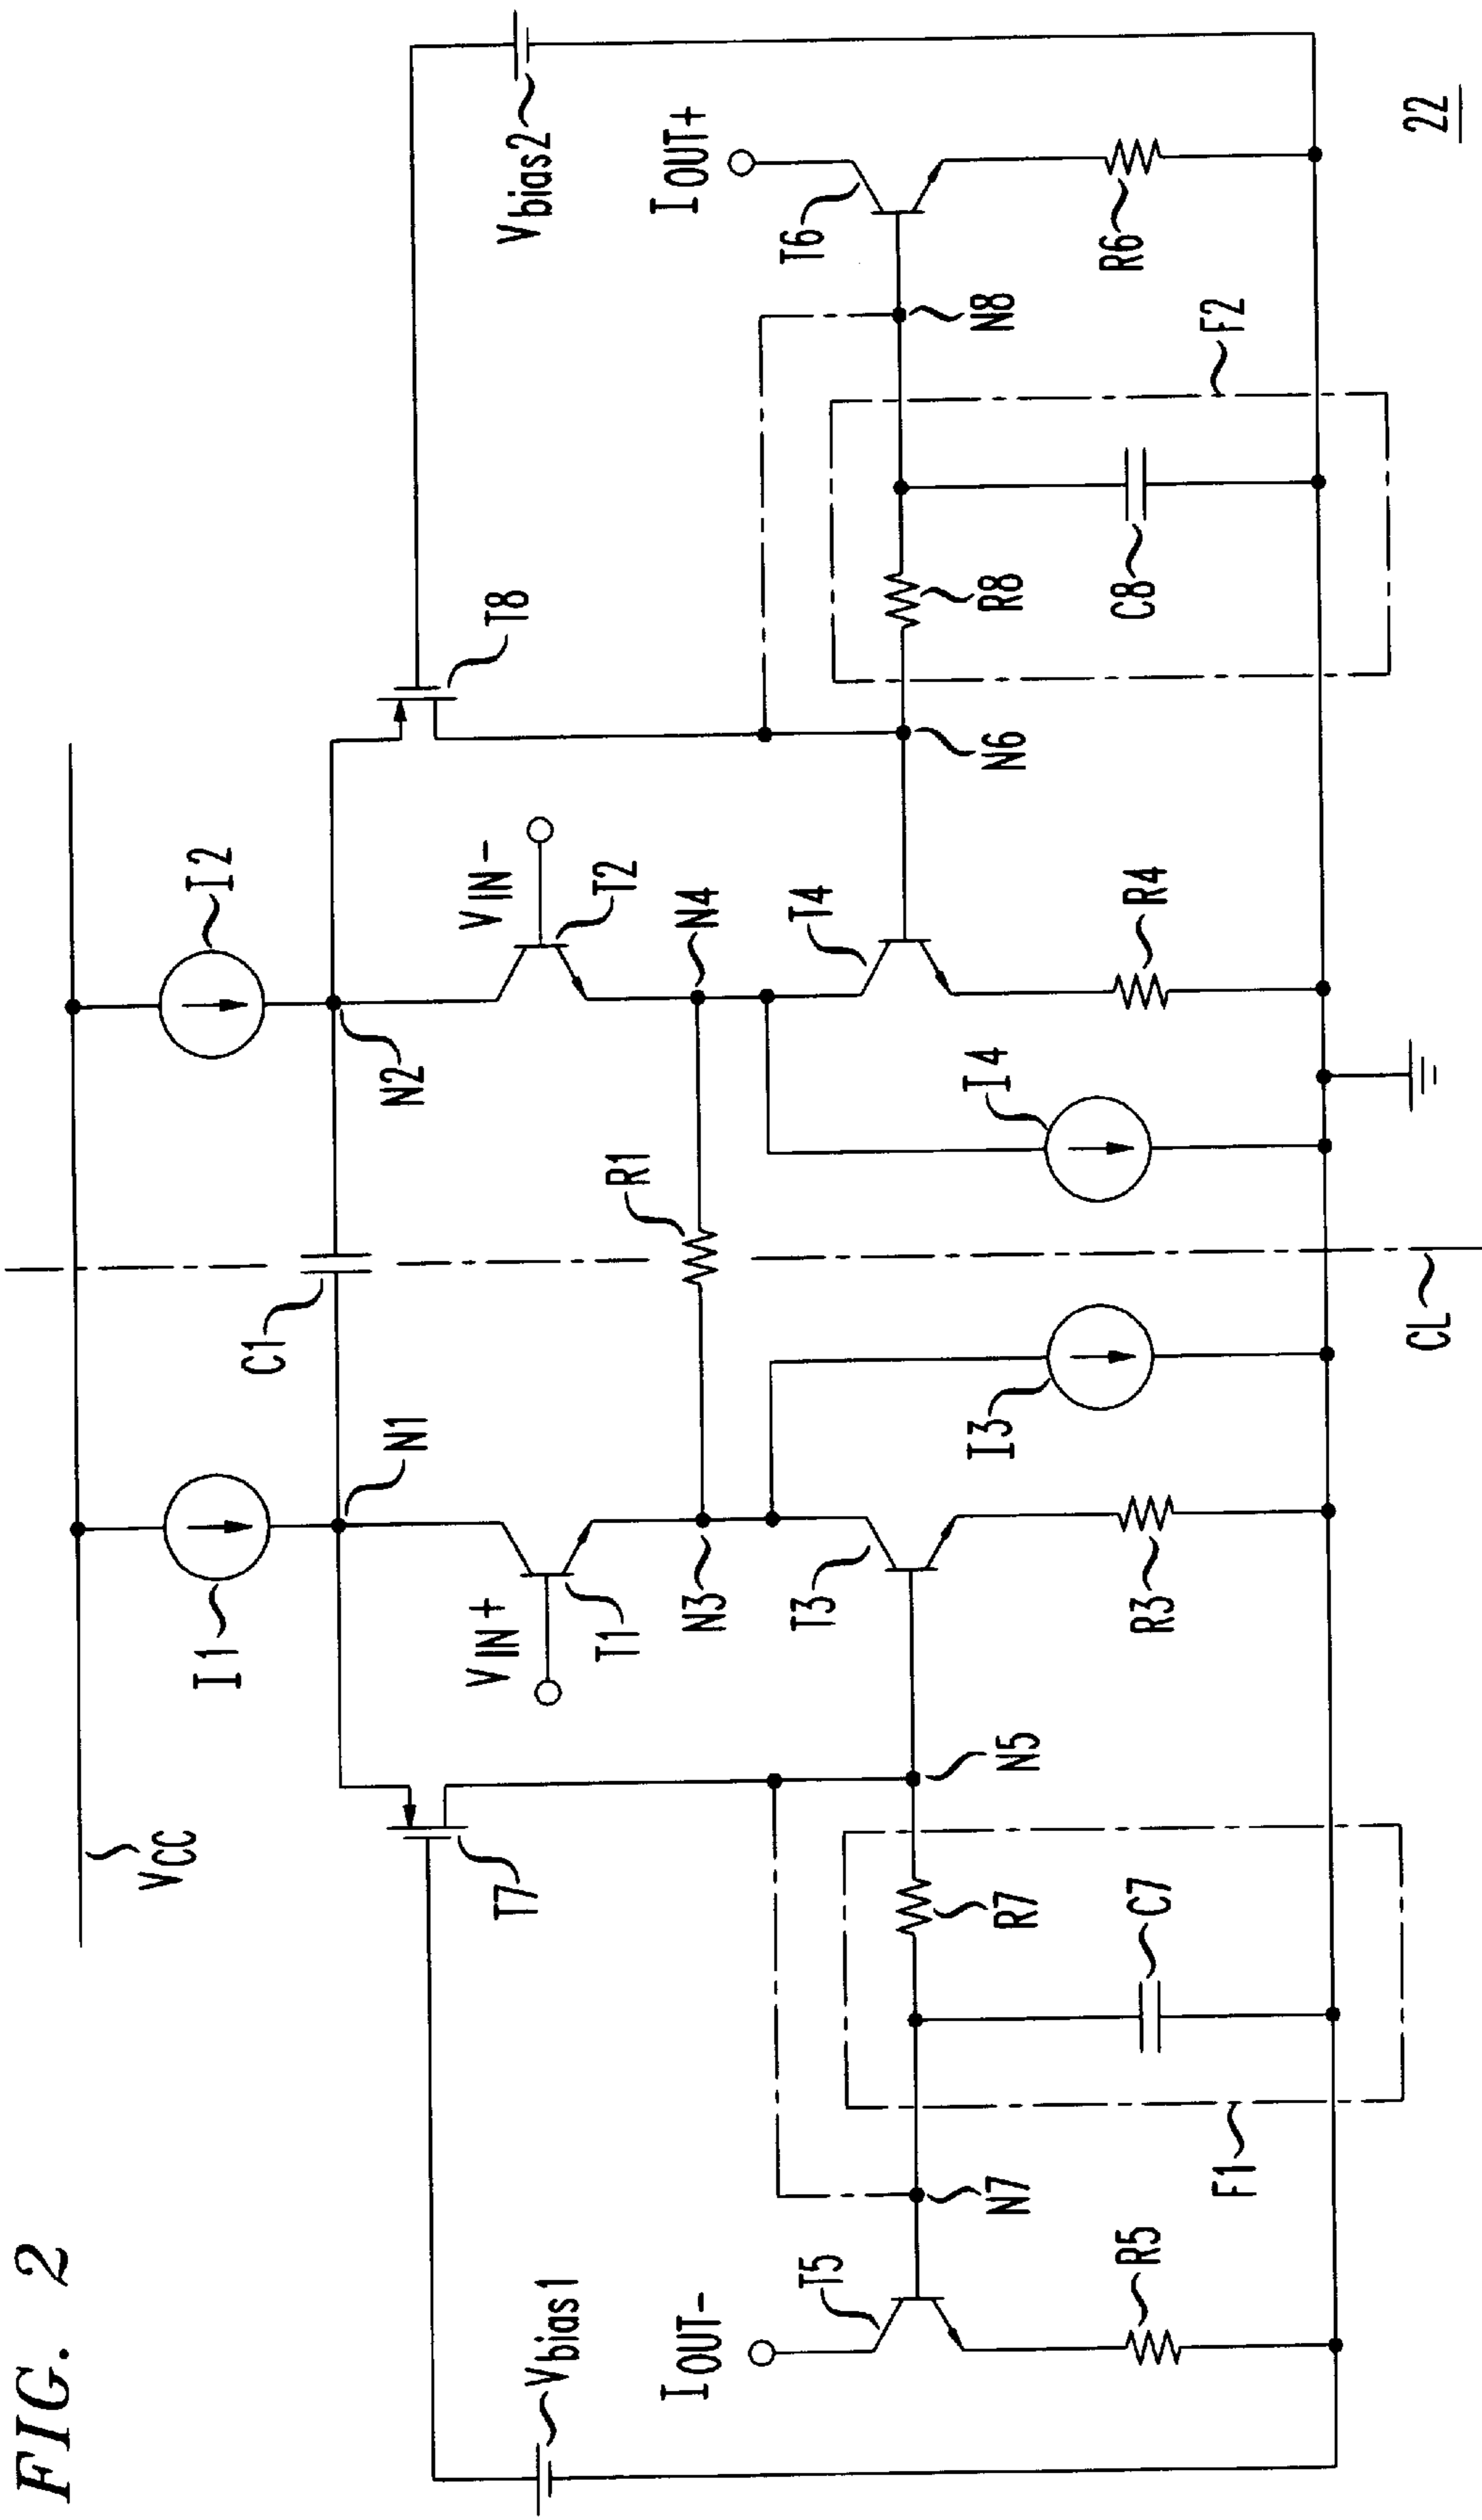 FIG. 2
VCC
I1
I2
C1
N1
N2
T7
T8
Vbias1
Vbias2
VIN+
VIN-
T1
T2
R1
N3
N4
IOUT-
IOUT+
T5
T3
T4
T6
I3
I4
N7
N5
N6
N8
R7
R8
R5
C7
R3
R4
C8
R6
F1
F2
CL
22